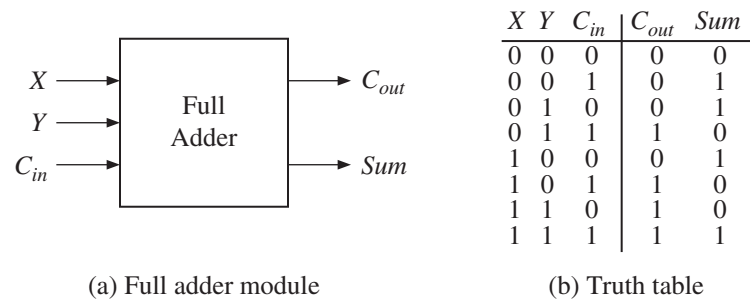 X
Y
C_in
Full
Adder
C_out
Sum
(a) Full adder module
X Y C_in C_out Sum
0 0 0 0 0
0 0 1 0 1
0 1 0 0 1
0 1 1 1 0
1 0 0 0 1
1 0 1 1 0
1 1 0 1 0
1 1 1 1 1
(b) Truth table